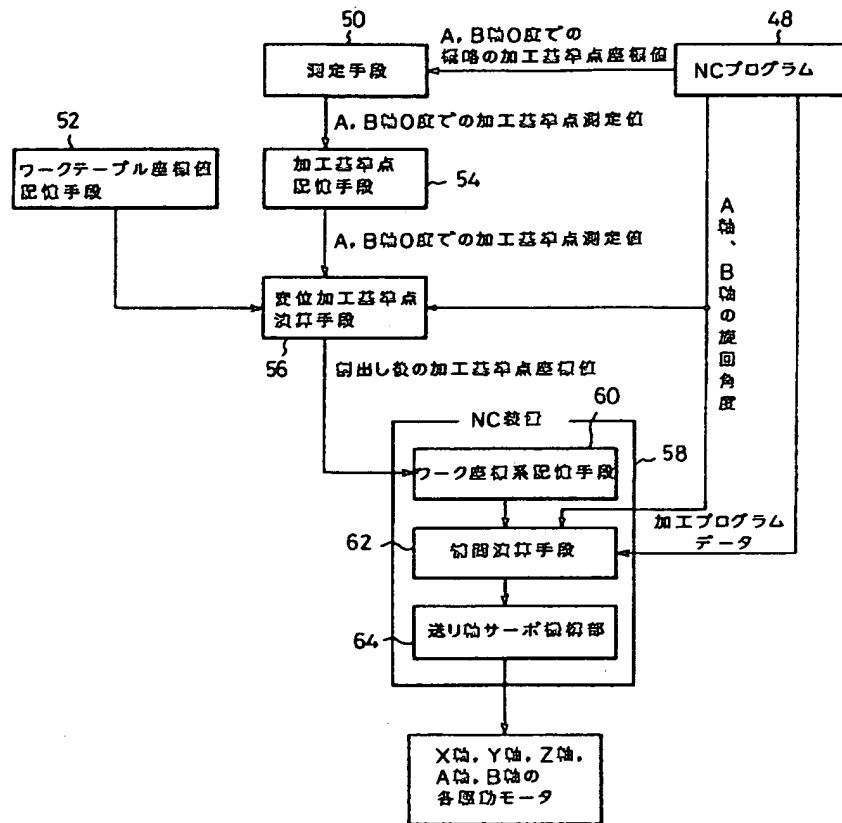 50
測定手段
A, B軸0度での
概略の加工基準点座標値
48
NCプログラム
A, B軸0度での加工基準点測定値
52
ワークテーブル座標値
記憶手段
加工基準点
記憶手段
54
A, B軸0度での加工基準点測定値
A軸、B軸の旋回角度
変位加工基準点
演算手段
56
割出し後の加工基準点座標値
NC装置
60
58
ワーク座標系記憶手段
加工プログラム
データ
62
補間演算手段
64
送り軸サーボ機構部
X軸, Y軸, Z軸,
A軸, B軸の
各駆動モータ